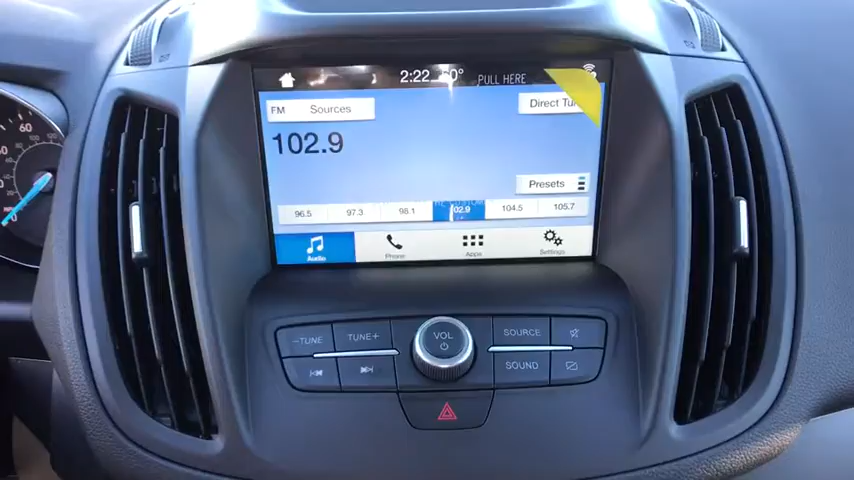 2:22
PULL HERE
FM Sources
Direct
102.9
Presets
96.5 97.3 98.1 102.9 104.5 105.7
Audio Phone Apps Settings
-TUNE TUNE+ VOL SOURCE
SOUND
60